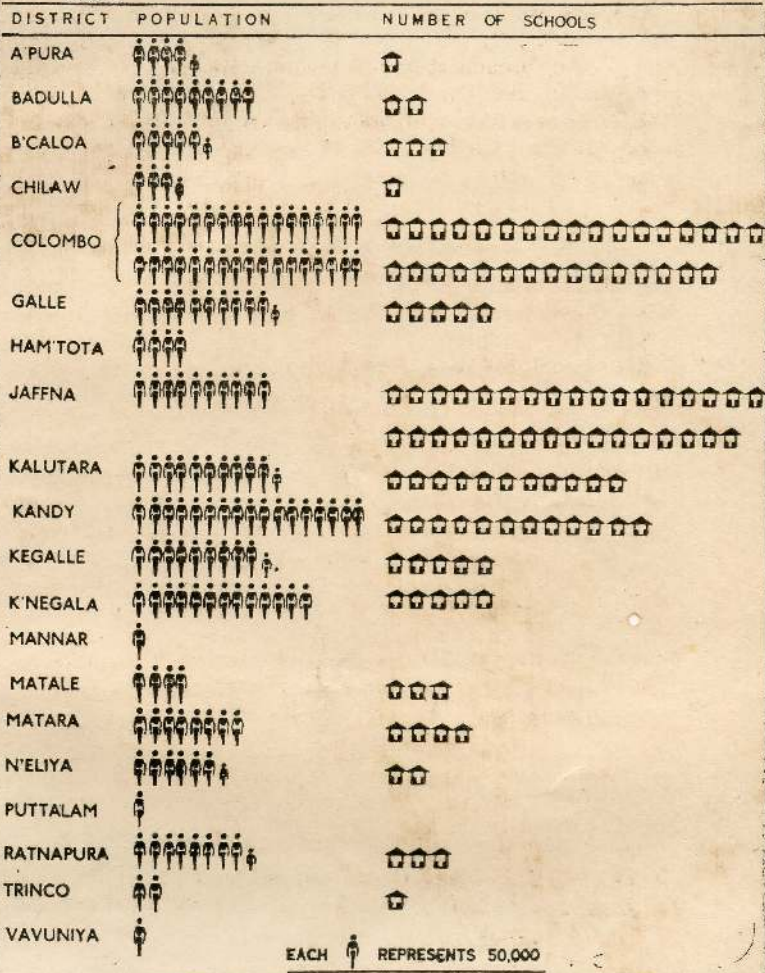 DISTRICT POPULATION NUMBER OF SCHOOLS
A'PURA
BADULLA
B'CALOA
CHILAW
COLOMBO
GALLE
HAM'TOTA
JAFFNA
KALUTARA
KANDY
KEGALLE
K'NEGALA
MANNAR
MATALE
MATARA
N'ELIYA
PUTTALAM
RATNAPURA
TRINCO
VAVUNIYA
EACH REPRESENTS 50,000